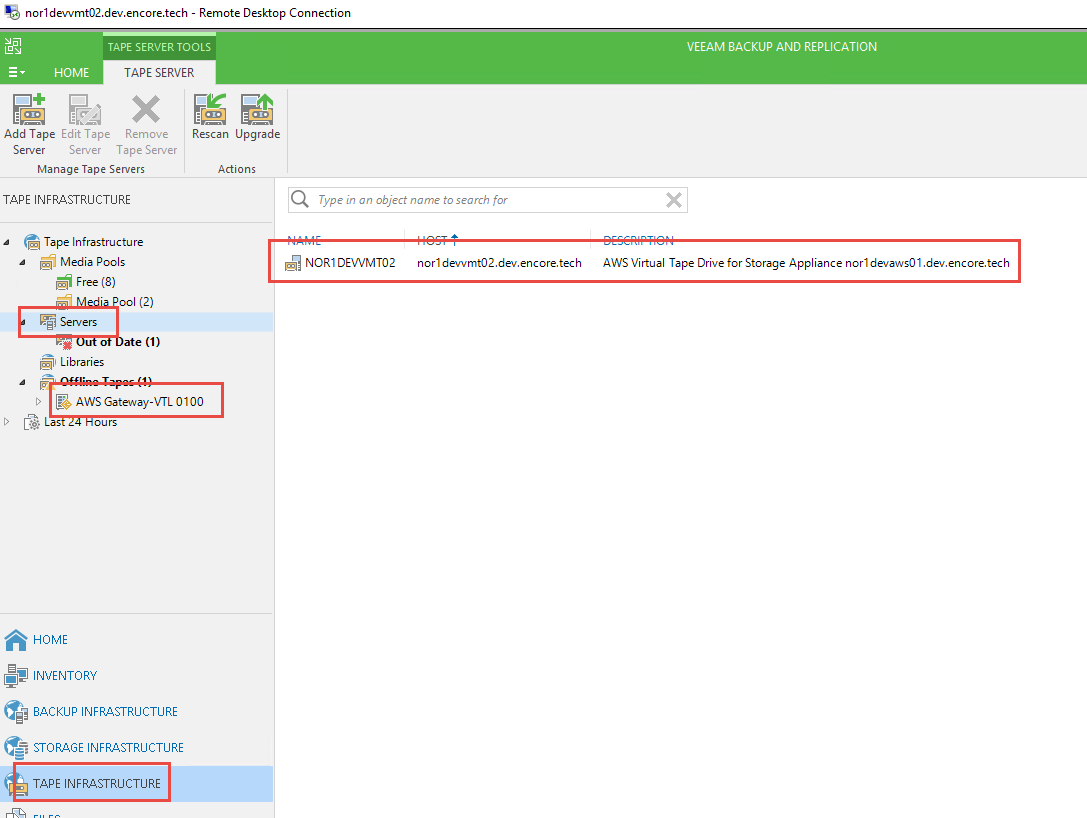 nor1devvmt02.dev.encore.tech - Remote Desktop Connection
TAPE SERVER TOOLS
VEEAM BACKUP AND REPLICATION
HOME
TAPE SERVER
Add Tape Server
Edit Tape Server
Remove Tape Server
Rescan
Upgrade
Manage Tape Servers
Actions
TAPE INFRASTRUCTURE
Type in an object name to search for
Tape Infrastructure
Media Pools
Free (8)
Media Pool (2)
Servers
Out of Date (1)
Libraries
Offline Tapes (1)
AWS Gateway-VTL 0100
Last 24 Hours
NAME HOST DESCRIPTION
NOR1DEVVMT02 nor1devvmt02.dev.encore.tech AWS Virtual Tape Drive for Storage Appliance nor1devaws01.dev.encore.tech
HOME
INVENTORY
BACKUP INFRASTRUCTURE
STORAGE INFRASTRUCTURE
TAPE INFRASTRUCTURE
FILES